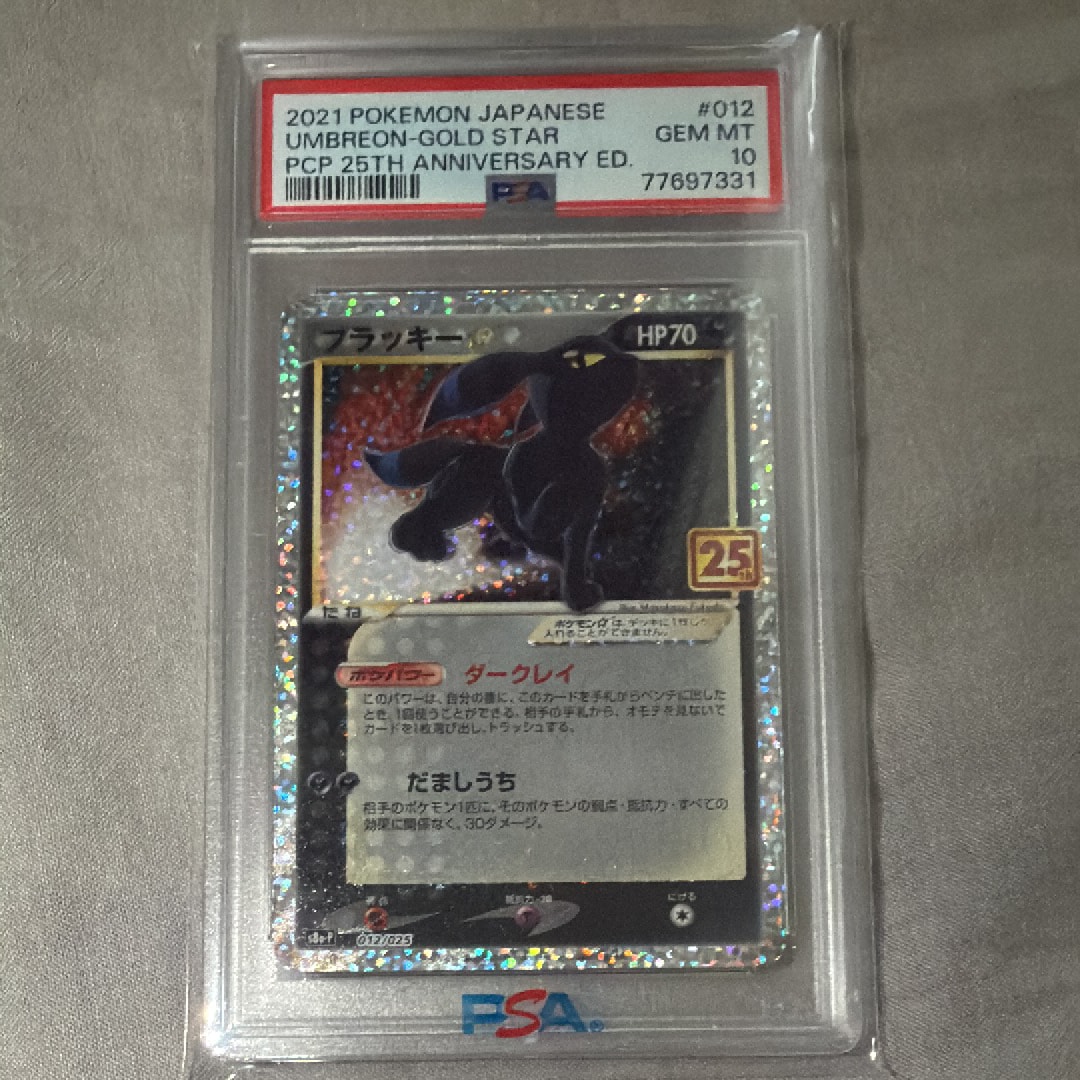 2021 POKEMON JAPANESE #012
UMBREON-GOLD STAR GEM MT
PCP 25TH ANNIVERSARY ED. 10
PSA 77697331
ブラッキー☆ HP70
25th
たね
ポケモン☆は、デッキに1枚しか
入れることができません。
ポケパワー ダークレイ
このパワーは、自分の番に、このカードを手札からベンチに出した
とき、1回使うことができる。相手の手札から、オモテを見ないで
カードを1枚選び出し、トラッシュする。
だましうち
相手のポケモン1匹に、そのポケモンの弱点・抵抗力・すべての
効果に関係なく、30ダメージ。
弱点 抵抗力 -30 にげる
s8a-P 012/025
PSA